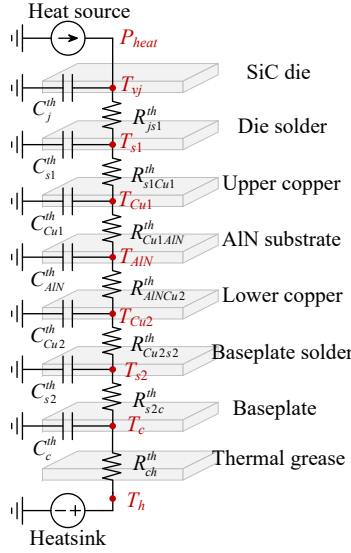 Heat source
P_heat
SiC die
T_vj
C_j^th
R_js1^th
Die solder
T_s1
C_s1^th
R_s1Cu1^th
Upper copper
T_Cu1
C_Cu1^th
R_Cu1AlN^th
AlN substrate
T_AlN
C_AlN^th
R_AlNCu2^th
Lower copper
T_Cu2
C_Cu2^th
R_Cu2s2^th
Baseplate solder
T_s2
C_s2^th
R_s2c^th
Baseplate
T_c
C_c^th
R_ch^th
Thermal grease
T_h
- +
Heatsink